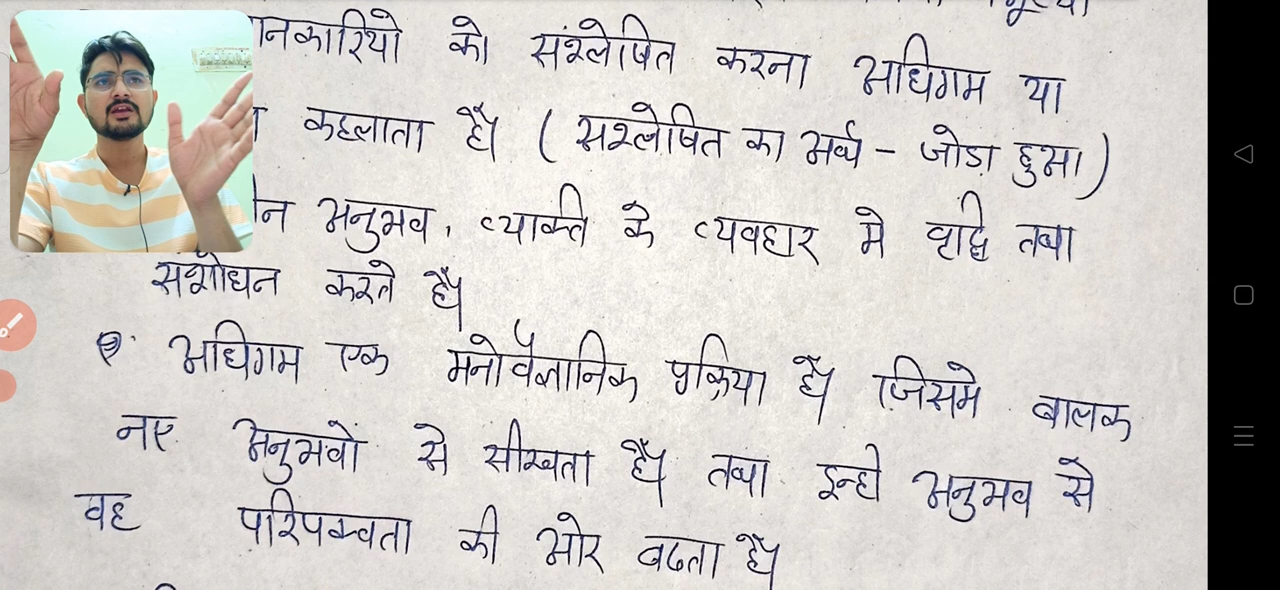 नकारियो को संश्लेषित करना अधिगम या
कहलाता है। ( संश्लेषित का अर्थ - जोडा़ हुआ )
न अनुभव, व्यक्ति के व्यवहार मे वृद्धि तथा
संशोधन करते है।
अधिगम एक मनोवैज्ञानिक प्रक्रिया है। जिसमे बालक
नए अनुभवो से सीखता है। तथा इन्ही अनुभव से
वह परिपक्वता की ओर बढता है।